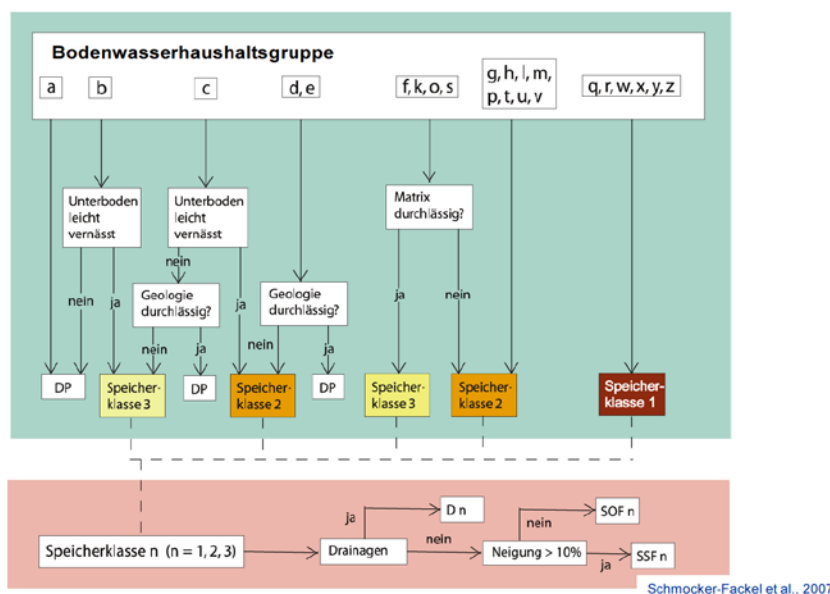 Bodenwasserhaushaltsgruppe
a
b
c
d, e
f, k, o, s
g, h, l, m,
p, t, u, v
q, r, w, x, y, z
Unterboden
leicht
vernässt
Unterboden
leicht
vernässt
Matrix
durchlässig?
nein
ja
nein
Geologie
durchlässig?
ja
Geologie
durchlässig?
ja
nein
nein
ja
nein
ja
DP
Speicher-
klasse 3
DP
Speicher-
klasse 2
DP
Speicher-
klasse 3
Speicher-
klasse 2
Speicher-
klasse 1
Speicherklasse n (n = 1, 2, 3)
Drainagen
ja
D n
nein
Neigung > 10%
nein
SOF n
ja
SSF n
Schmocker-Fackel et al., 2007